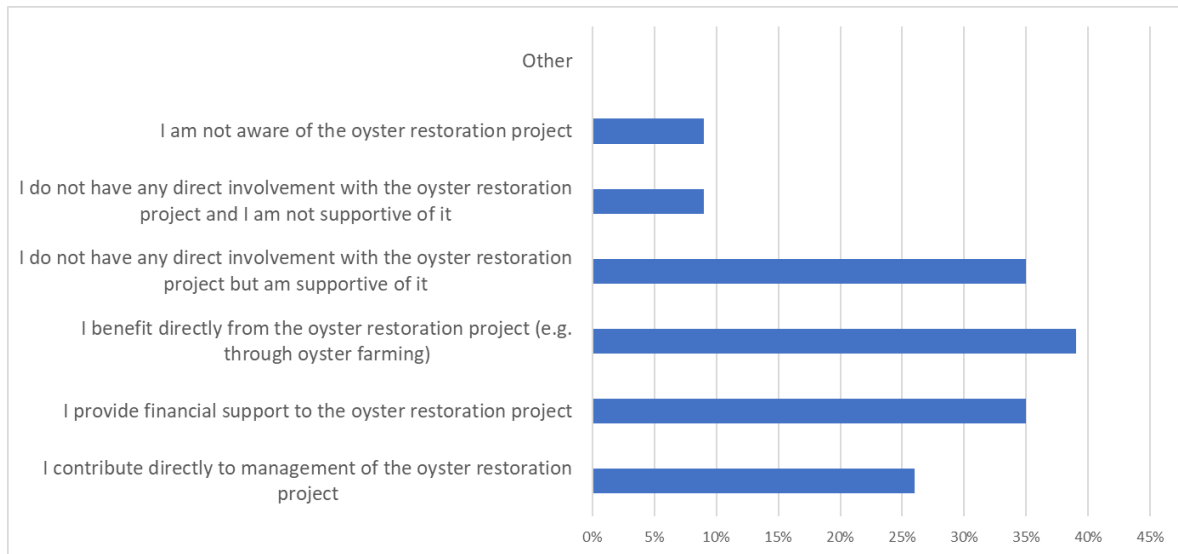 Other
I am not aware of the oyster restoration project
I do not have any direct involvement with the oyster restoration
project and I am not supportive of it
I do not have any direct involvement with the oyster restoration
project but am supportive of it
I benefit directly from the oyster restoration project (e.g.
through oyster farming)
I provide financial support to the oyster restoration project
I contribute directly to management of the oyster restoration
project
0% 5% 10% 15% 20% 25% 30% 35% 40% 45%